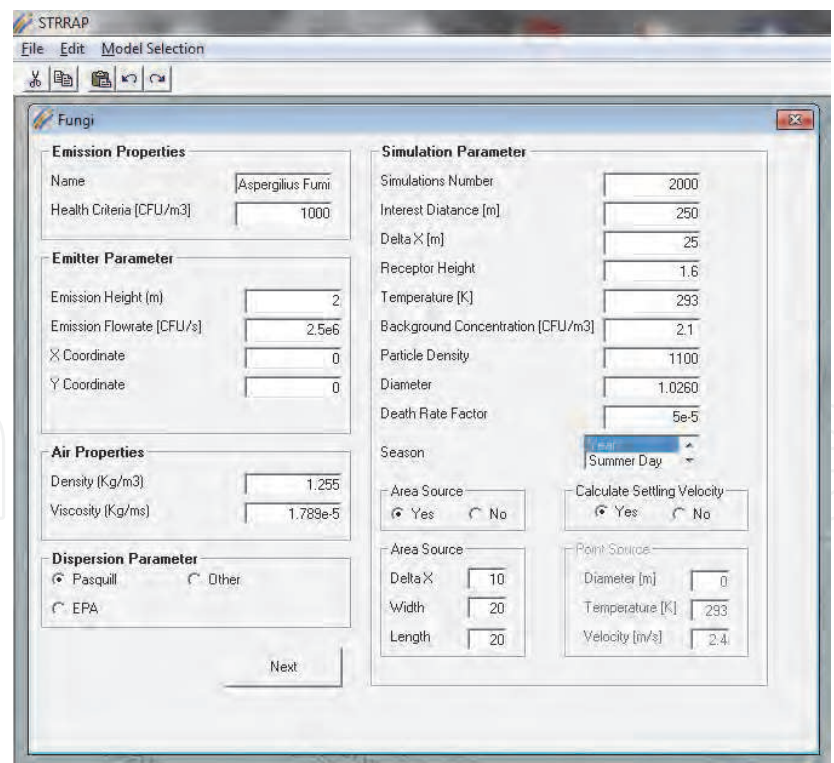 STRRAP
File Edit Model Selection
Fungi
Emission Properties
Name Aspergilius Fumi
Health Criteria [CFU/m3] 1000
Emitter Parameter
Emission Height (m) 2
Emission Flowrate [CFU/s] 2.5e6
X Coordinate 0
Y Coordinate 0
Air Properties
Density (Kg/m3) 1.255
Viscosity (Kg/ms) 1.789e-5
Dispersion Parameter
Pasquill Other
EPA
Next
Simulation Parameter
Simulations Number 2000
Interest Diatance [m] 250
Delta X [m] 25
Receptor Height 1.6
Temperature [K] 293
Background Concentration [CFU/m3] 2.1
Particle Density 1100
Diameter 1.0260
Death Rate Factor 5e-5
Season Year
Summer Day
Area Source
Yes No
Calculate Settling Velocity
Yes No
Area Source
Delta X 10
Width 20
Length 20
Point Source
Diameter [m] 0
Temperature [K] 293
Velocity [m/s] 2.4